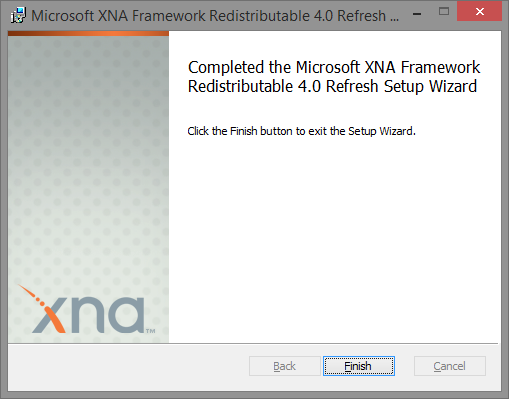 Microsoft XNA Framework Redistributable 4.0 Refresh ...
Completed the Microsoft XNA Framework
Redistributable 4.0 Refresh Setup Wizard
Click the Finish button to exit the Setup Wizard.
xna™
Back Finish Cancel